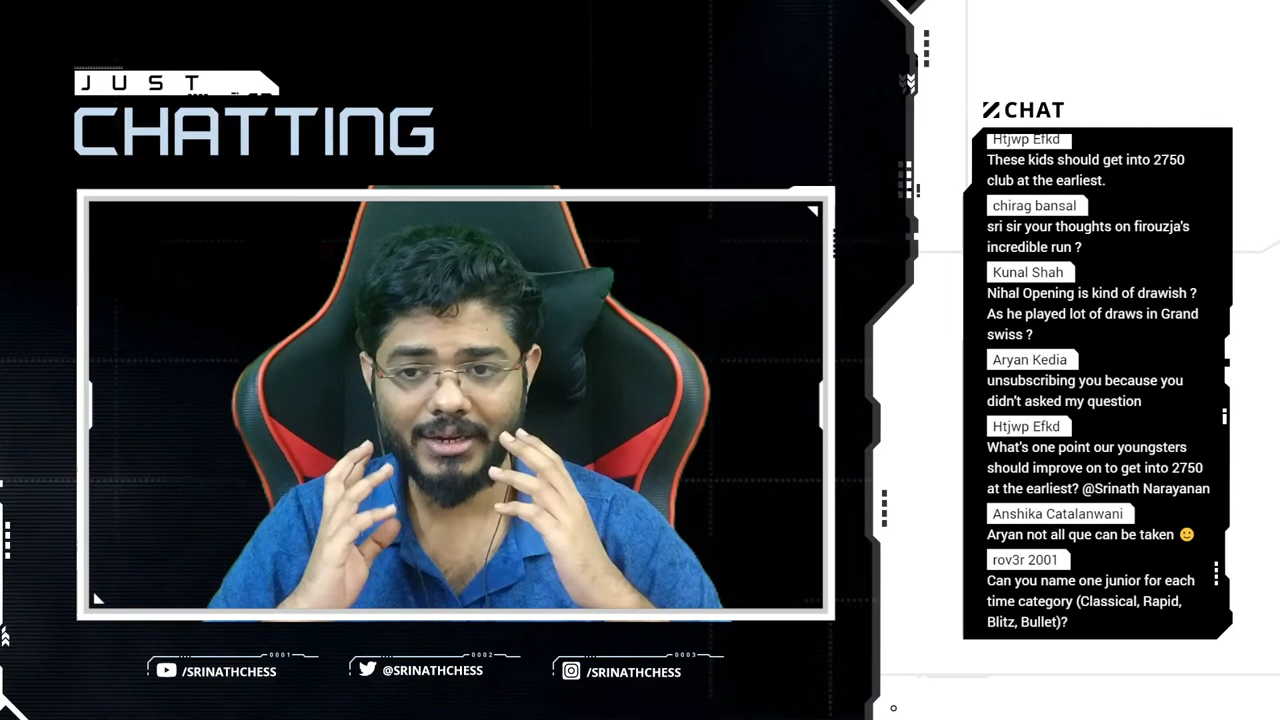 JUST
CHATTING
CHAT
Htjwp Efkd
These kids should get into 2750
club at the earliest.
chirag bansal
sri sir your thoughts on firouzja's
incredible run ?
Kunal Shah
Nihal Opening is kind of drawish ?
As he played lot of draws in Grand
swiss ?
Aryan Kedia
unsubscribing you because you
didn't asked my question
Htjwp Efkd
What's one point our youngsters
should improve on to get into 2750
at the earliest? @Srinath Narayanan
Anshika Catalanwani
Aryan not all que can be taken 🙂
rov3r 2001
Can you name one junior for each
time category (Classical, Rapid,
Blitz, Bullet)?
0001
/SRINATHCHESS
0002
@SRINATHCHESS
0003
/SRINATHCHESS